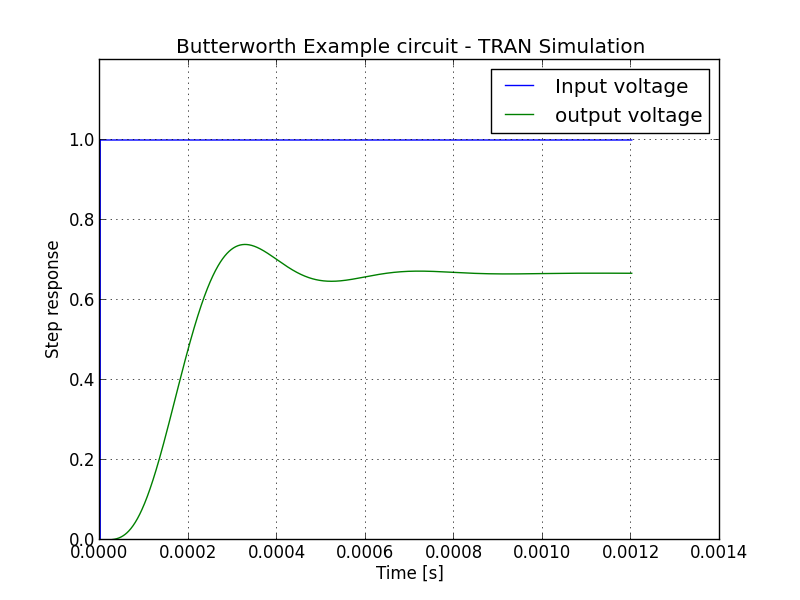 Butterworth Example circuit - TRAN Simulation
Input voltage
output voltage
1.0
0.8
0.6
0.4
0.2
0.0
Step response
0.0000 0.0002 0.0004 0.0006 0.0008 0.0010 0.0012 0.0014
Time [s]